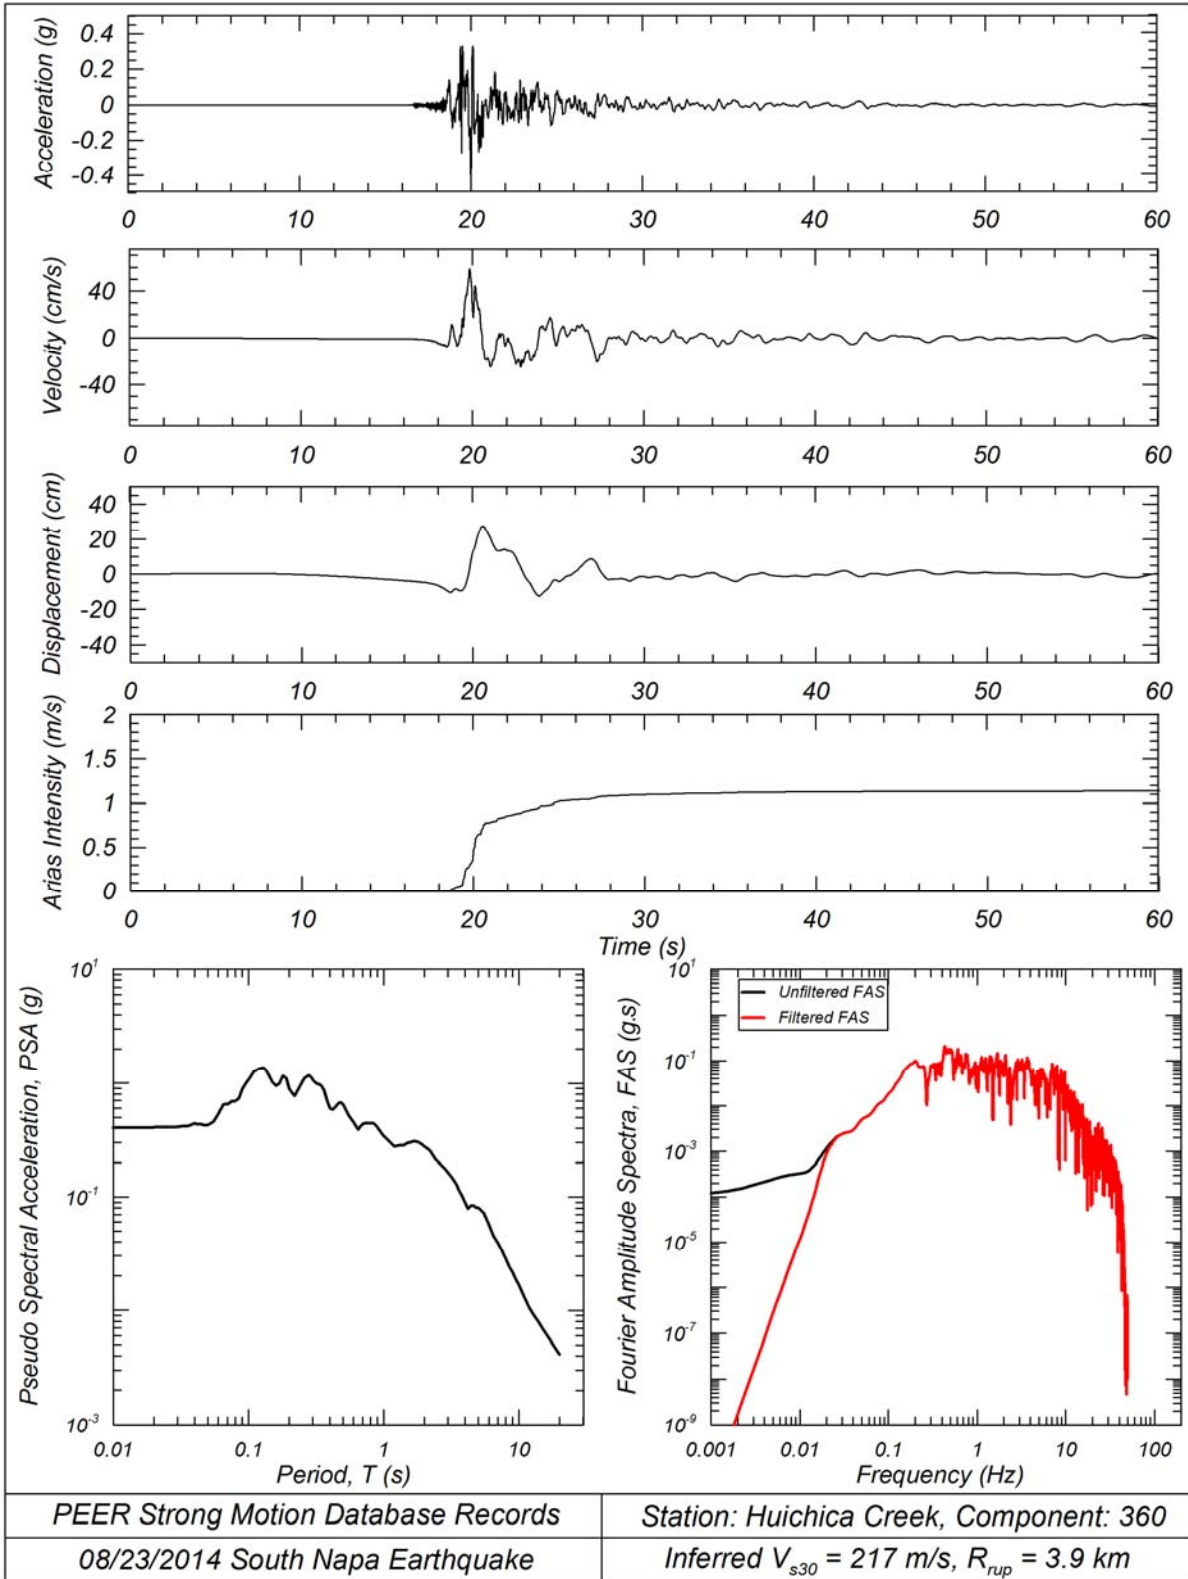 Acceleration (g)
0.4
0.2
0
-0.2
-0.4
0 10 20 30 40 50 60
Velocity (cm/s)
40
0
-40
0 10 20 30 40 50 60
Displacement (cm)
40
20
0
-20
-40
0 10 20 30 40 50 60
Arias Intensity (m/s)
2
1.5
1
0.5
0
0 10 20 30 40 50 60
Time (s)
Pseudo Spectral Acceleration, PSA (g)
10¹
10⁻¹
10⁻³
0.01 0.1 1 10
Period, T (s)
Fourier Amplitude Spectra, FAS (g.s)
10¹
10⁻¹
10⁻³
10⁻⁵
10⁻⁷
10⁻⁹
Unfiltered FAS
Filtered FAS
0.001 0.01 0.1 1 10 100
Frequency (Hz)
PEER Strong Motion Database Records
Station: Huichica Creek, Component: 360
08/23/2014 South Napa Earthquake
Inferred Vs30 = 217 m/s, Rrup = 3.9 km